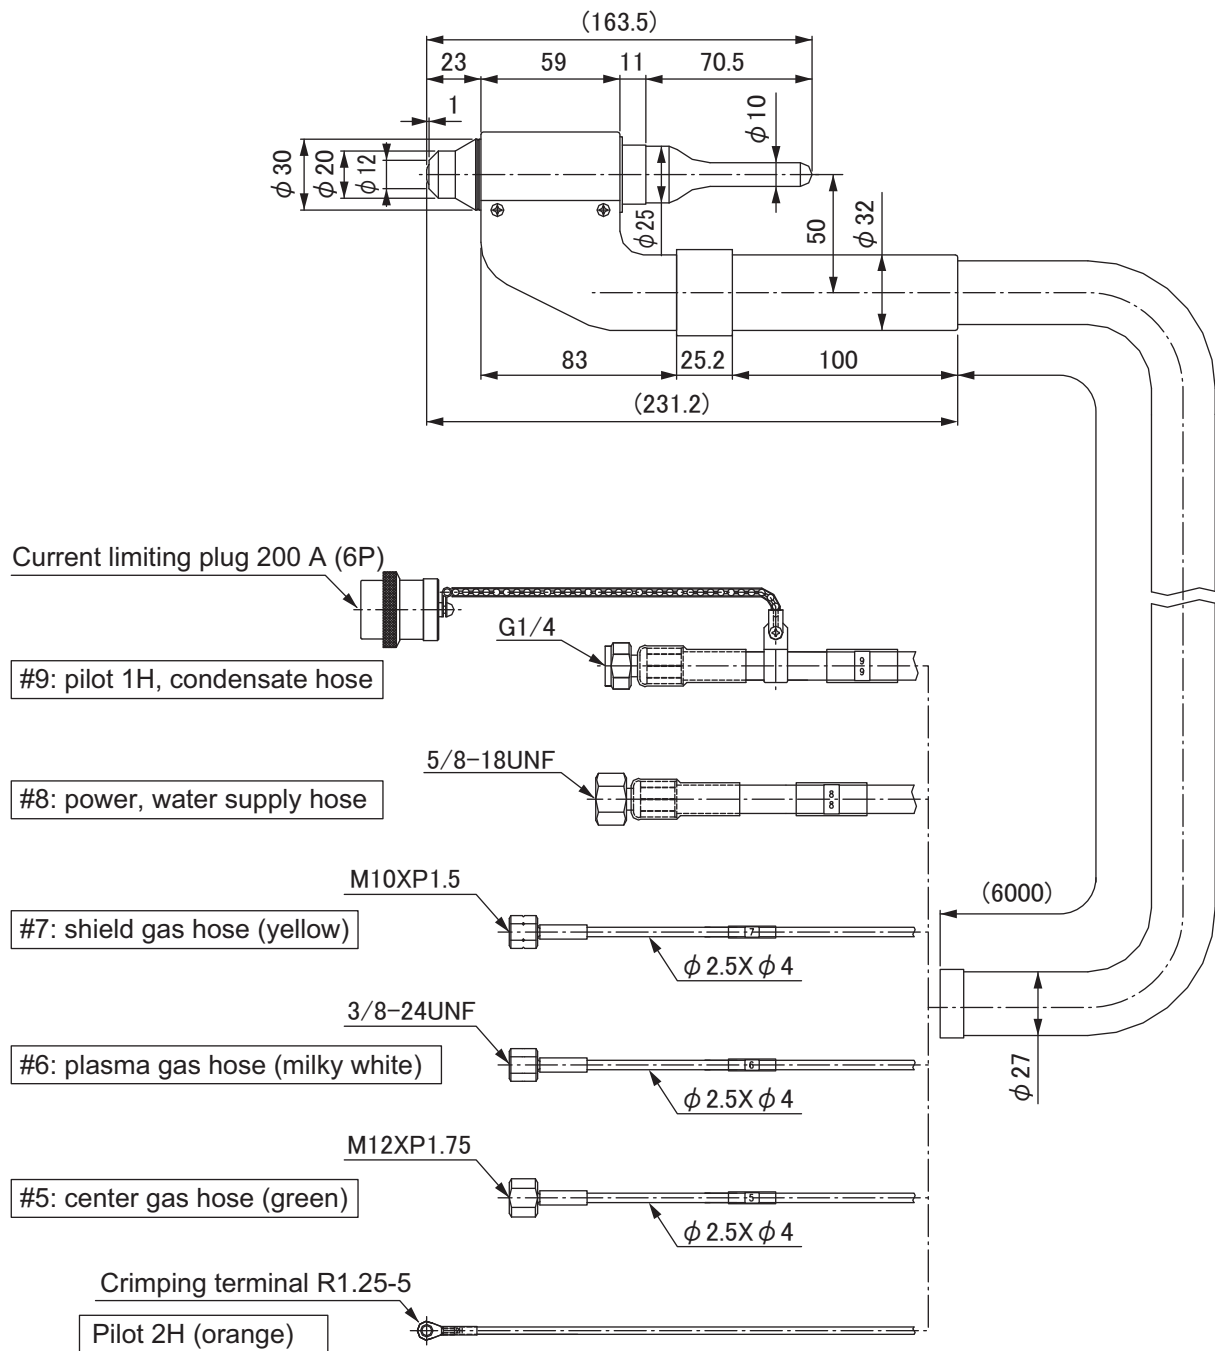 (163.5)
23
59
11
70.5
1
φ10
φ30
φ20
φ12
φ25
50
φ32
83
25.2
100
(231.2)
Current limiting plug 200 A (6P)
G1/4
9
9
#9: pilot 1H, condensate hose
5/8-18UNF
8
8
#8: power, water supply hose
M10XP1.5
7
#7: shield gas hose (yellow)
φ2.5Xφ4
(6000)
3/8-24UNF
6
#6: plasma gas hose (milky white)
φ2.5Xφ4
φ27
M12XP1.75
5
#5: center gas hose (green)
φ2.5Xφ4
Crimping terminal R1.25-5
Pilot 2H (orange)